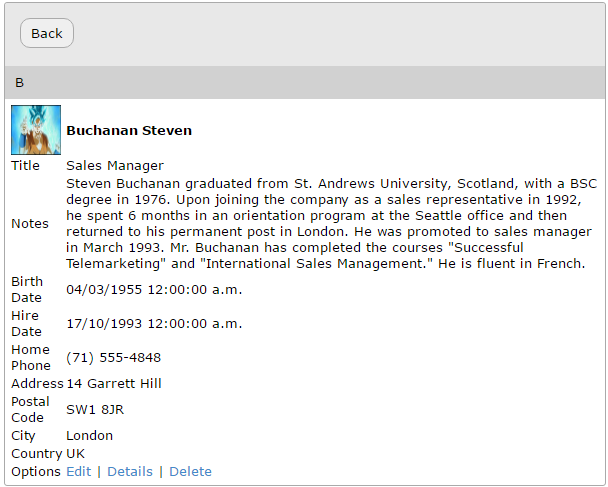 Back
B
Buchanan Steven
Title Sales Manager
Notes
Steven Buchanan graduated from St. Andrews University, Scotland, with a BSC
degree in 1976. Upon joining the company as a sales representative in 1992,
he spent 6 months in an orientation program at the Seattle office and then
returned to his permanent post in London. He was promoted to sales manager
in March 1993. Mr. Buchanan has completed the courses "Successful
Telemarketing" and "International Sales Management." He is fluent in French.
Birth
Date
04/03/1955 12:00:00 a.m.
Hire
Date
17/10/1993 12:00:00 a.m.
Home
Phone
(71) 555-4848
Address 14 Garrett Hill
Postal
Code
SW1 8JR
City London
Country UK
Options Edit | Details | Delete